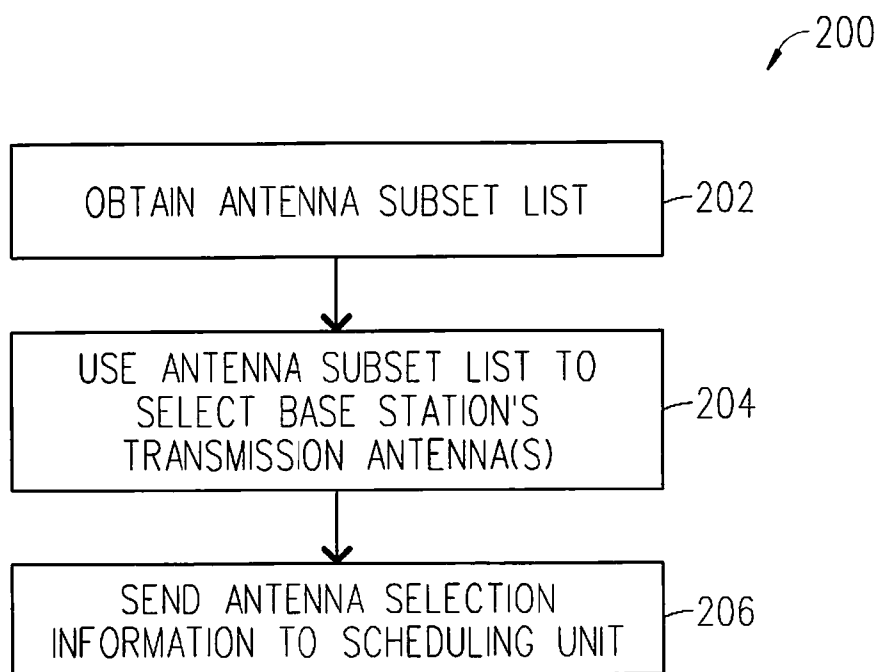 200
OBTAIN ANTENNA SUBSET LIST
202
USE ANTENNA SUBSET LIST TO
SELECT BASE STATION'S
TRANSMISSION ANTENNA(S)
204
SEND ANTENNA SELECTION
INFORMATION TO SCHEDULING UNIT
206